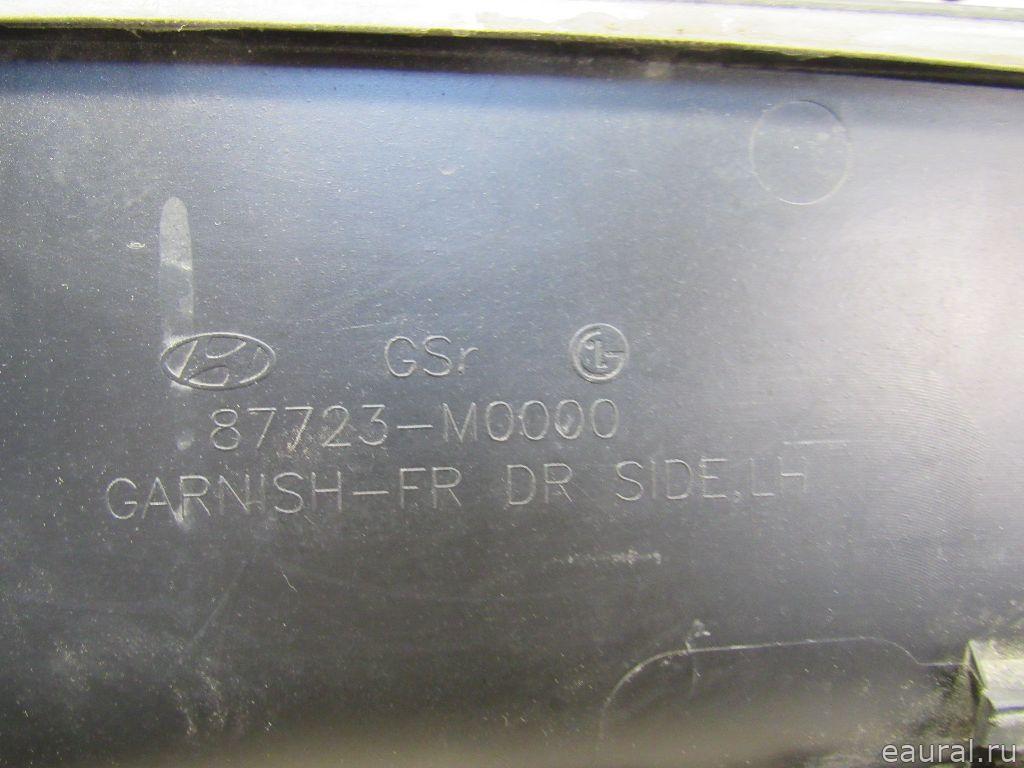 GSr
87723-M0000
GARNISH-FR DR SIDE,LH
eaural.ru